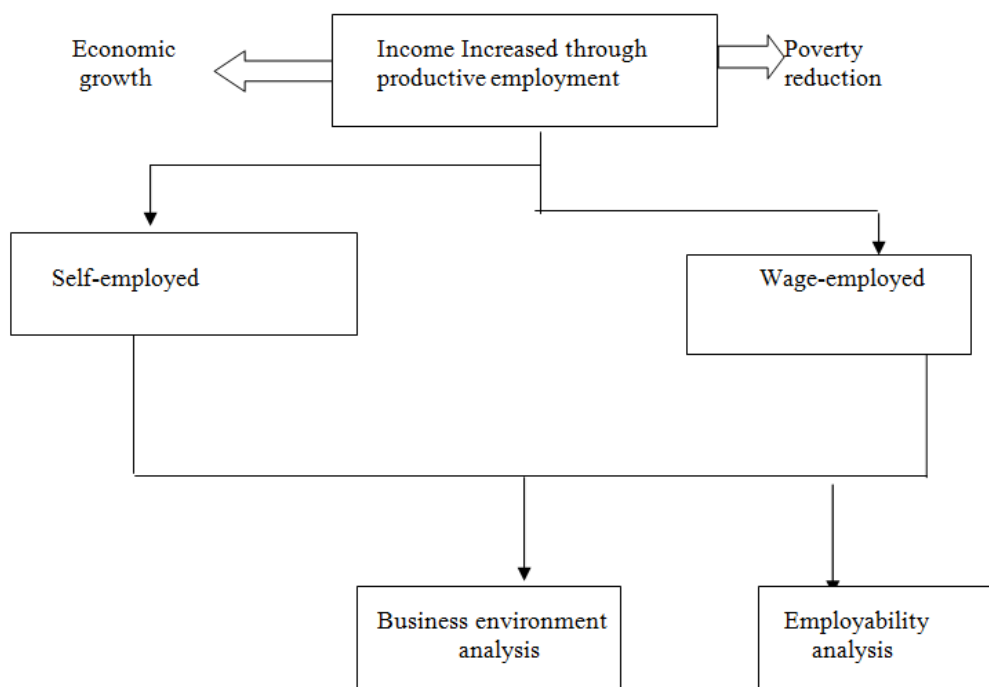 Economic
growth
Income Increased through
productive employment
Poverty
reduction
Self-employed
Wage-employed
Business environment
analysis
Employability
analysis